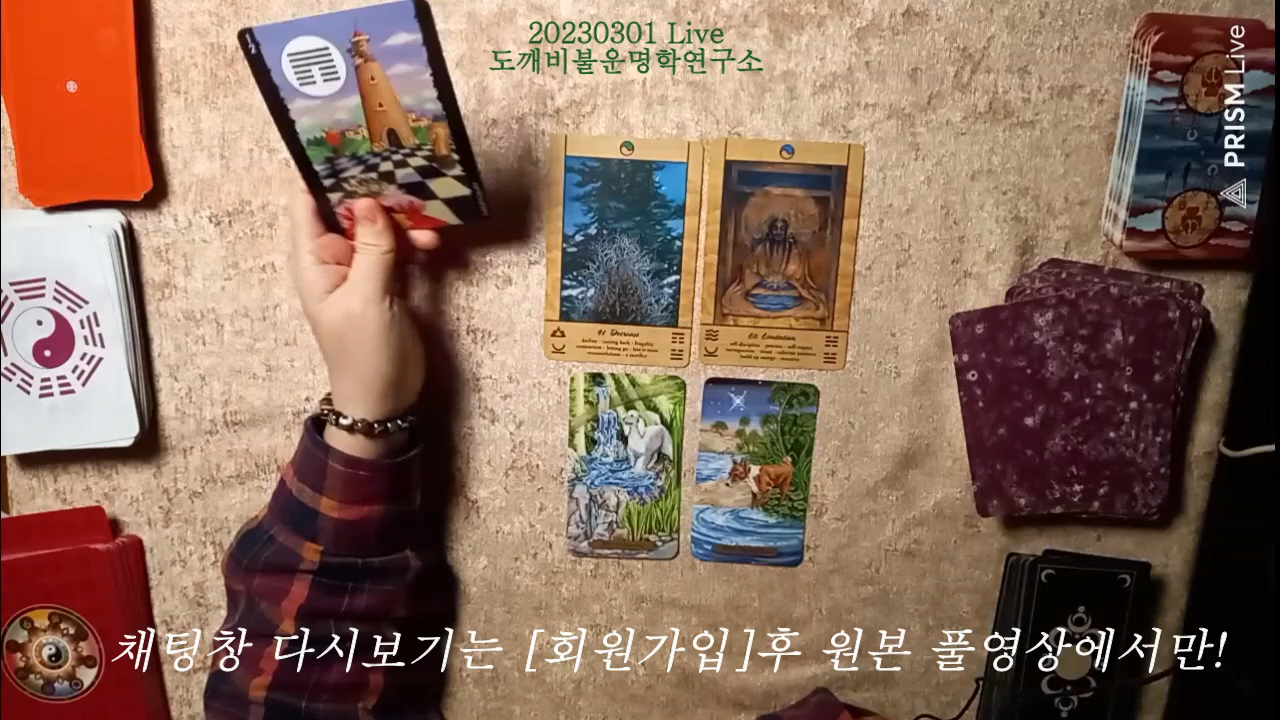 20230301 Live
도깨비불운명학연구소
PRISM Live
41 Decrease
60 Limitation
채팅창 다시보기는 [회원가입]후 원본 풀영상에서만!